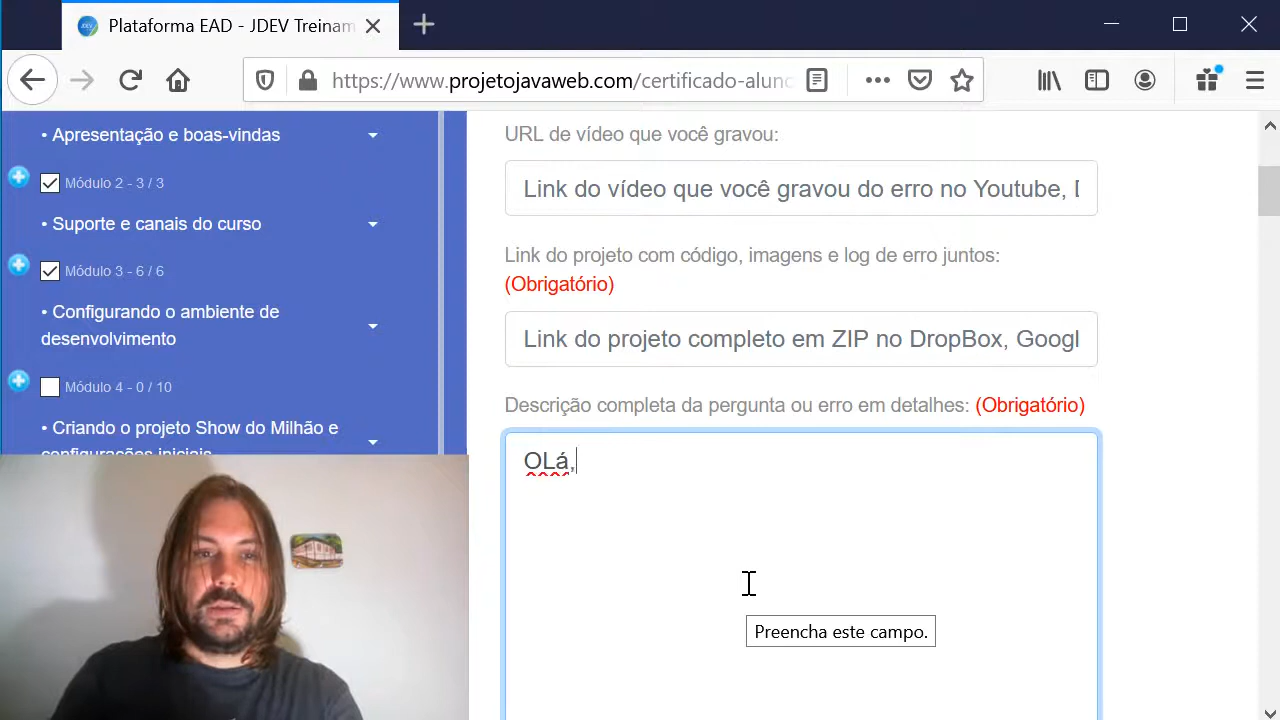 Plataforma EAD - JDEV Treinam
https://www.projetojavaweb.com/certificado-alunc
• Apresentação e boas-vindas
Módulo 2 - 3 / 3
• Suporte e canais do curso
Módulo 3 - 6 / 6
• Configurando o ambiente de
desenvolvimento
Módulo 4 - 0 / 10
• Criando o projeto Show do Milhão e
configurações iniciais
URL de vídeo que você gravou:
Link do vídeo que você gravou do erro no Youtube, D
Link do projeto com código, imagens e log de erro juntos:
(Obrigatório)
Link do projeto completo em ZIP no DropBox, Googl
Descrição completa da pergunta ou erro em detalhes: (Obrigatório)
OLá,
Preencha este campo.